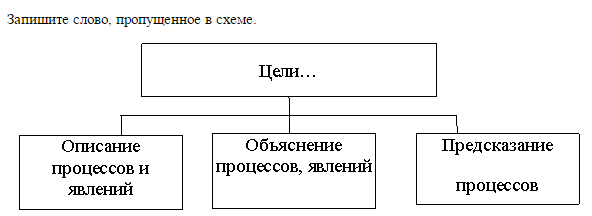 Запишите слово, пропущенное в схеме.
Цели…
Описание
процессов и
явлений
Объяснение
процессов, явлений
Предсказание
процессов